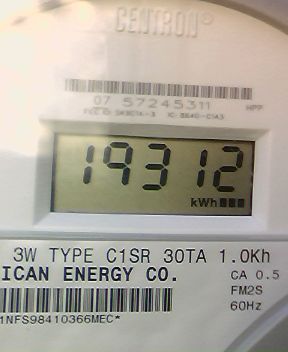 CENTRON®
07 57245311 HPP
19312
kWh
3W TYPE C1SR 30TA 1.0Kh
ICAN ENERGY CO. CA 0.5
FM2S
60Hz
1NFS98410366MEC*